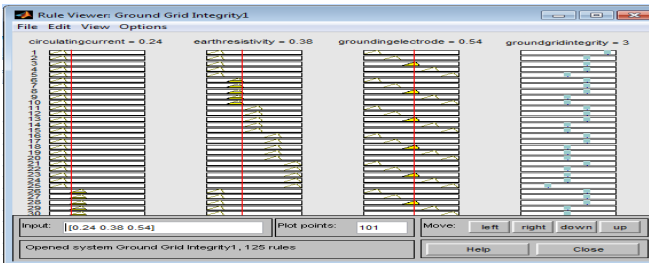 Rule Viewer: Ground Grid Integrity1
File Edit View Options
circulatingcurrent = 0.24
earthresistivity = 0.38
groundingelectrode = 0.54
groundgridintegrity = 3
1
2
3
4
5
6
7
8
9
10
11
12
13
14
15
16
17
18
19
20
21
22
23
24
25
26
27
28
29
30
Input: [0.24 0.38 0.54]
Plot points: 101
Move: left right down up
Opened system Ground Grid Integrity1, 125 rules
Help Close